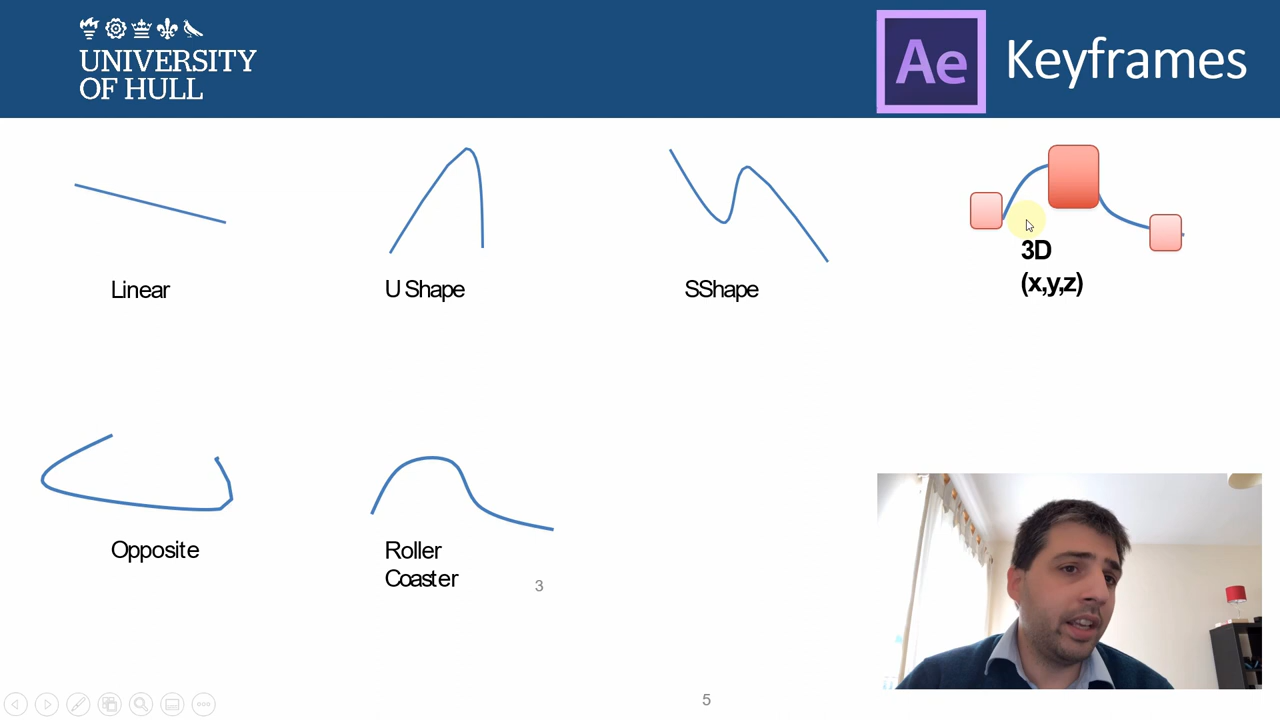 UNIVERSITY
OF HULL
Ae
Keyframes
Linear
U Shape
SShape
3D
(x,y,z)
Opposite
Roller
Coaster
3
5